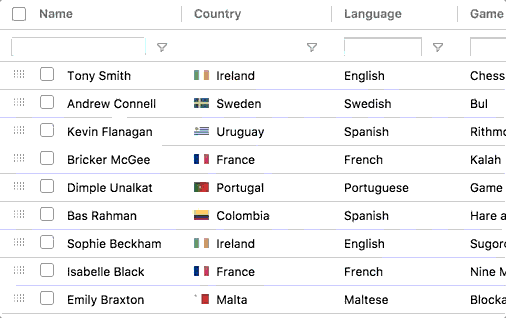 Name Country Language Game
Tony Smith Ireland English Chess
Andrew Connell Sweden Swedish Bul
Kevin Flanagan Uruguay Spanish Rithmo
Bricker McGee France French Kalah
Dimple Unalkat Portugal Portuguese Game
Bas Rahman Colombia Spanish Hare a
Sophie Beckham Ireland English Sugoro
Isabelle Black France French Nine M
Emily Braxton Malta Maltese Blocka